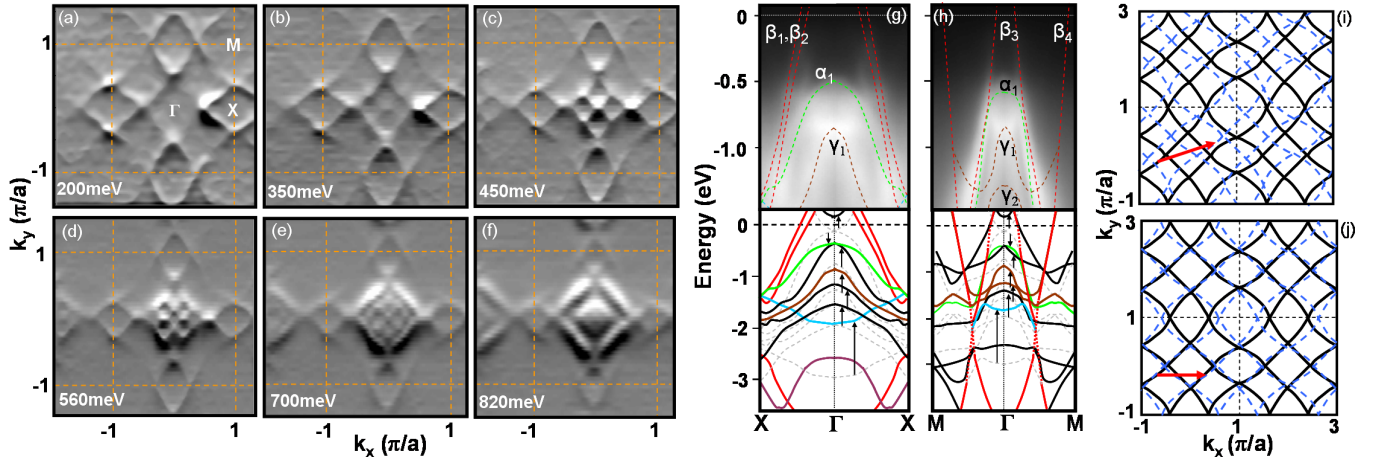 (a)
M
Γ
X
200meV
(b)
350meV
(c)
450meV
(d)
560meV
(e)
700meV
(f)
820meV
1
-1
1
-1
-1
1
-1
1
-1
1
k_y (π/a)
k_x (π/a)
(g)
β₁,β₂
α₁
γ₁
(h)
β₃
β₄
α₁
γ₁
γ₂
0
-0.5
-1.0
Energy (eV)
0
-1
-2
-3
X
Γ
X
M
Γ
M
(i)
3
1
-1
(j)
3
1
-1
k_y (π/a)
-1
1
3
k_x (π/a)